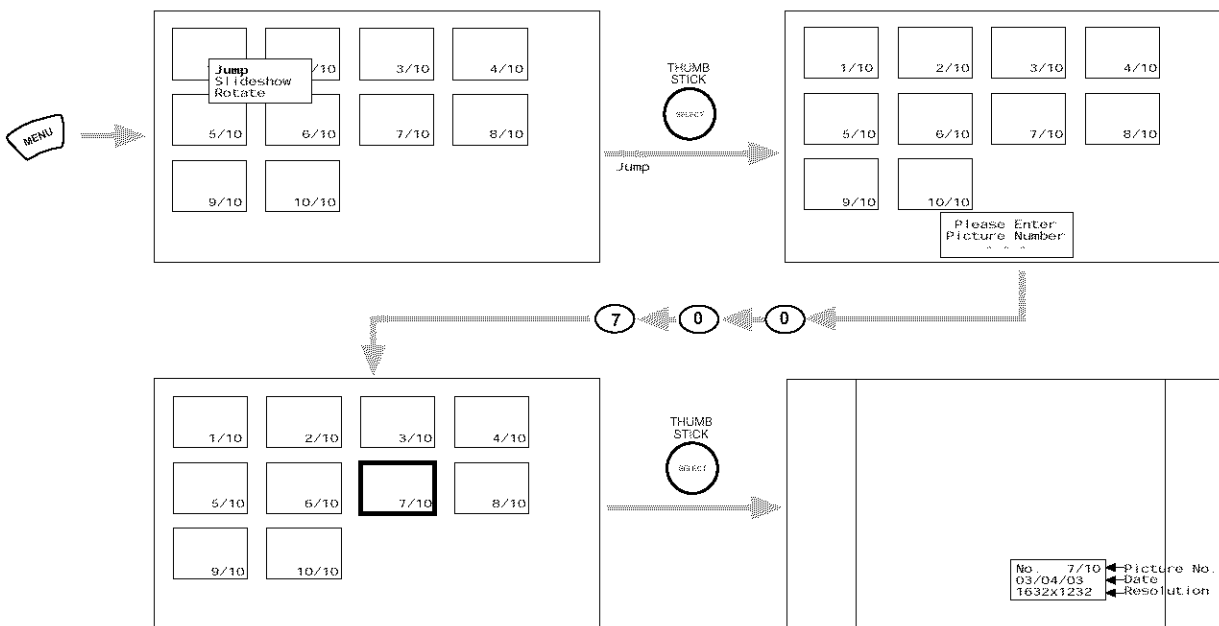 MENU
Jump
Slideshow
Rotate
/10
3/10
4/10
5/10
6/10
7/10
8/10
9/10
10/10
THUMB
STICK
SELECT
Jump
1/10
2/10
3/10
4/10
5/10
6/10
7/10
8/10
9/10
10/10
Please Enter
Picture Number
- - -
7 0 0
1/10
2/10
3/10
4/10
5/10
6/10
7/10
8/10
9/10
10/10
THUMB
STICK
SELECT
No. 7/10 Picture No.
03/04/03 Date
1632x1232 Resolution